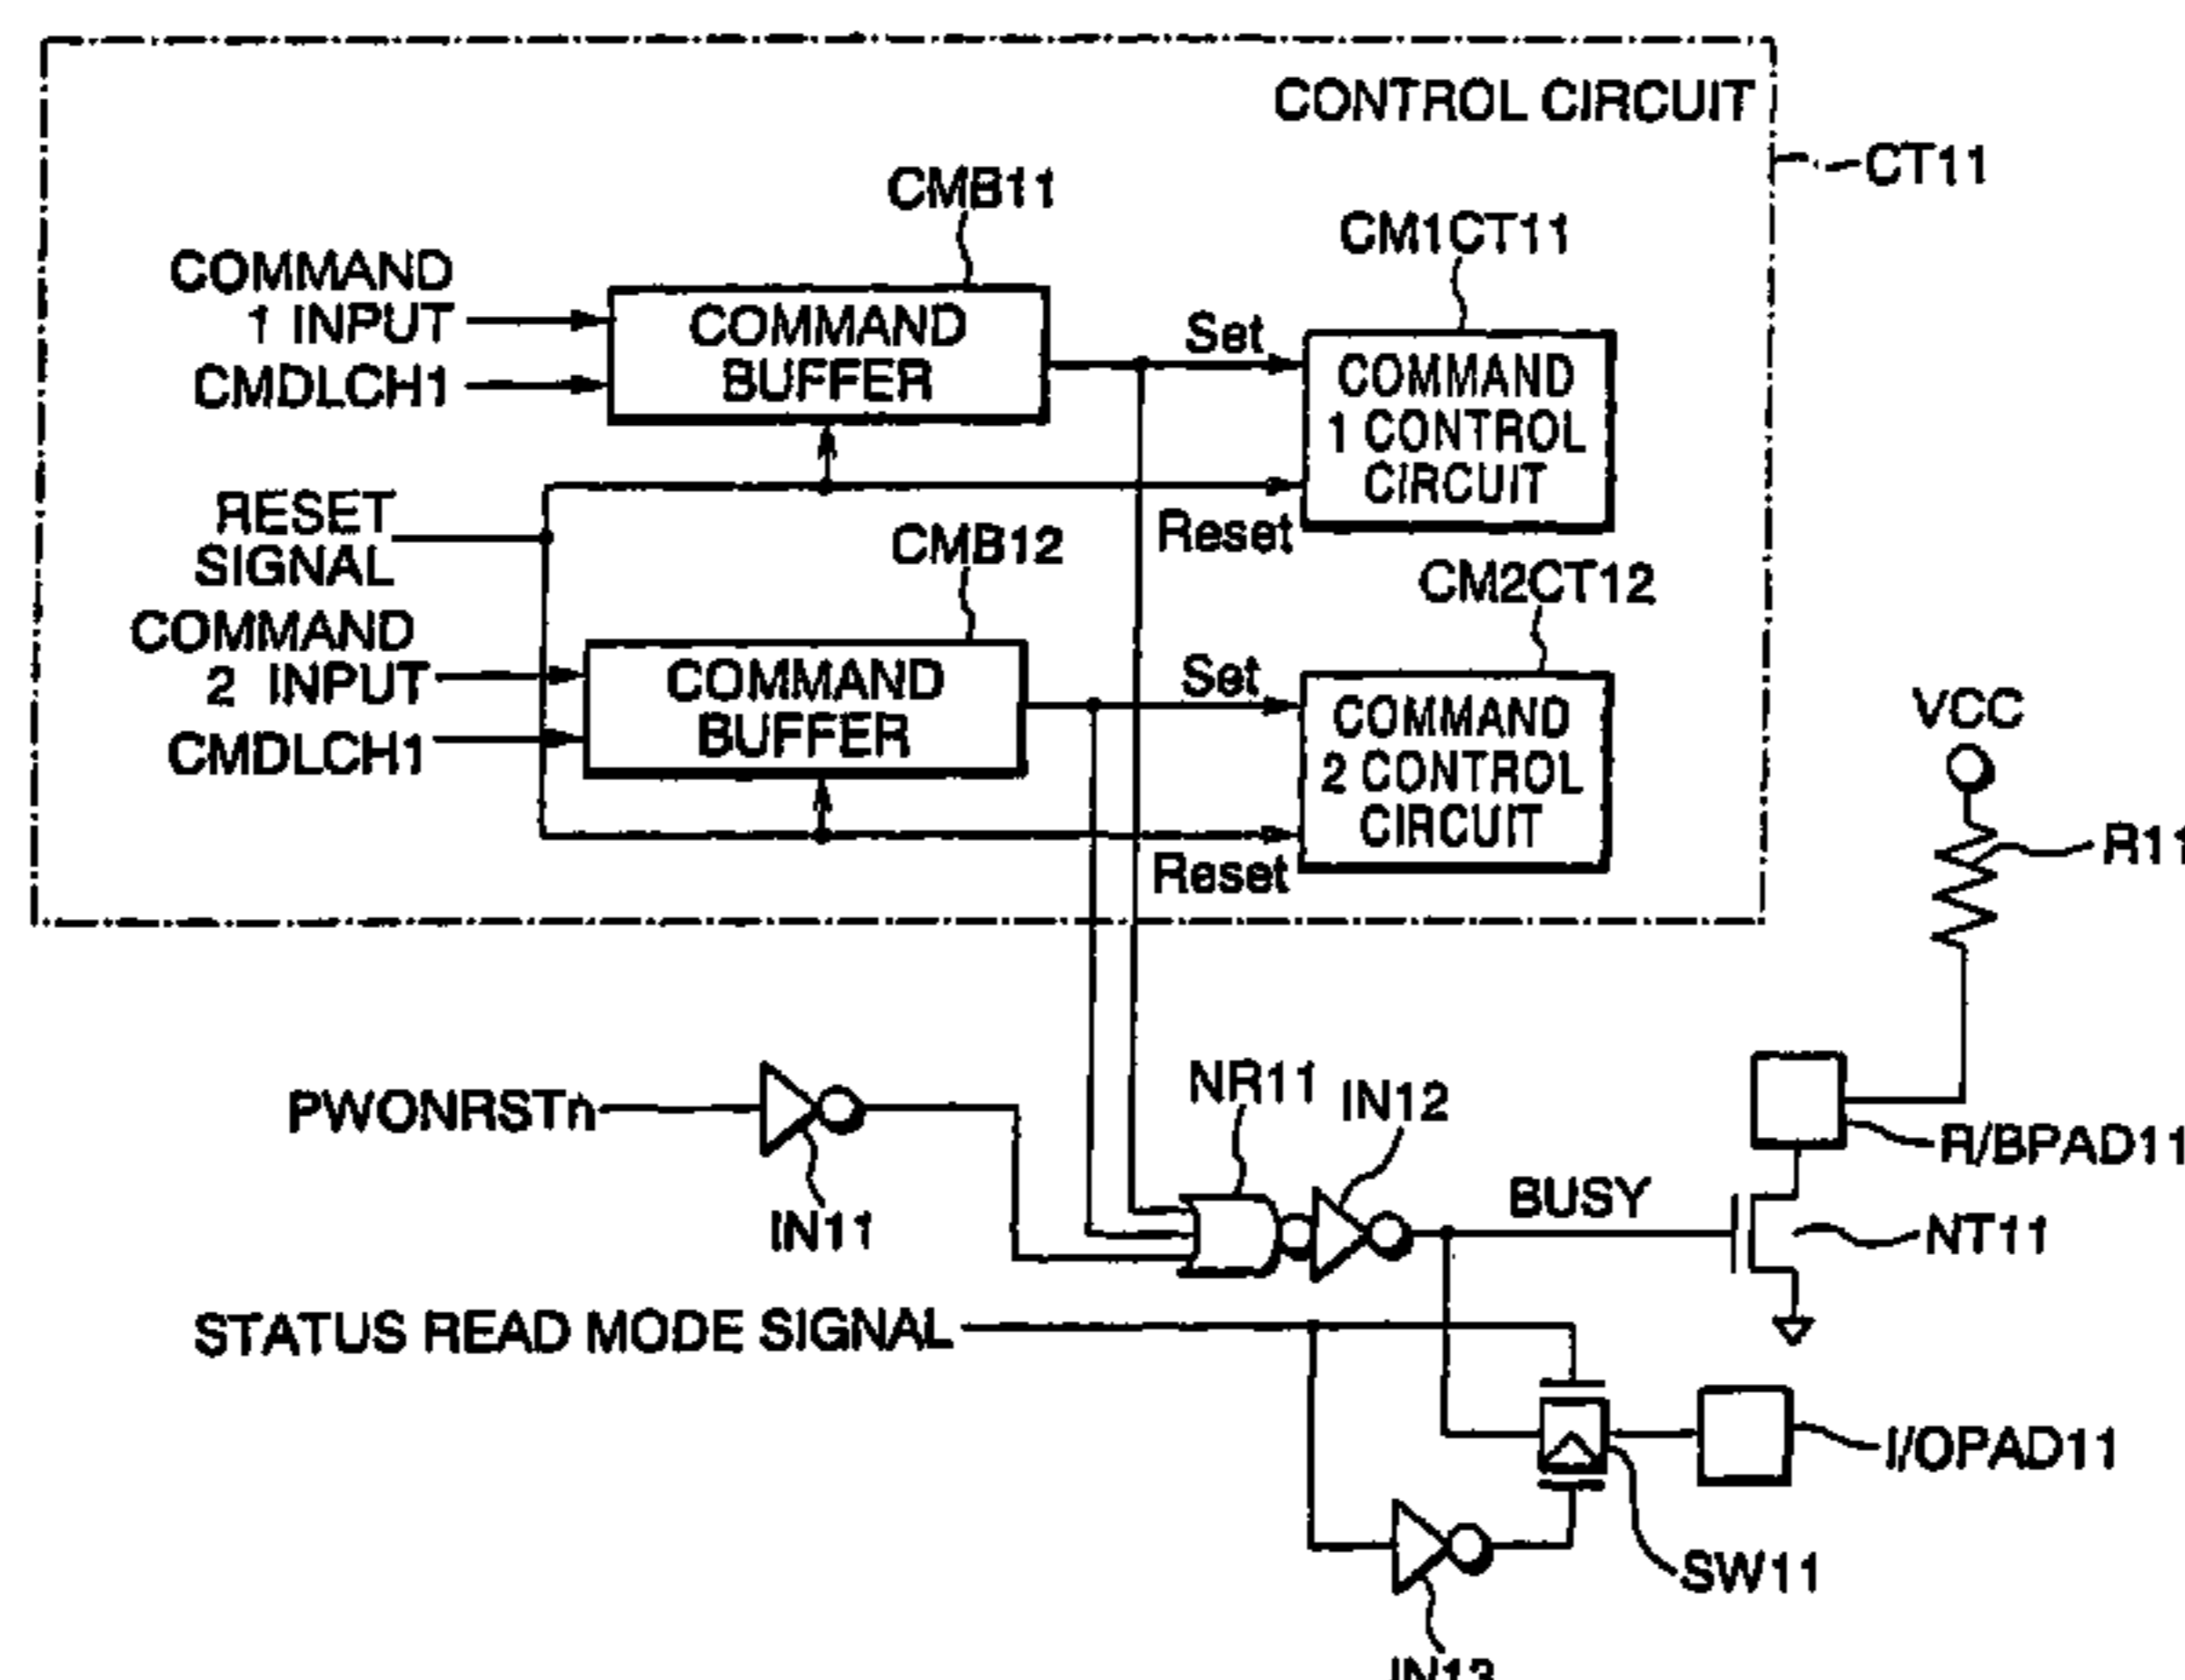 CONTROL CIRCUIT
CT11
CMB11
CM1CT11
COMMAND
1 INPUT
CMDLCH1
COMMAND
BUFFER
Set
COMMAND
1 CONTROL
CIRCUIT
RESET
SIGNAL
Reset
CMB12
CM2CT12
COMMAND
2 INPUT
CMDLCH1
COMMAND
BUFFER
Set
COMMAND
2 CONTROL
CIRCUIT
Reset
VCC
R11
PWONRSTn
IN11
NR11
IN12
BUSY
R/BPAD11
NT11
STATUS READ MODE SIGNAL
I/OPAD11
SW11
IN13